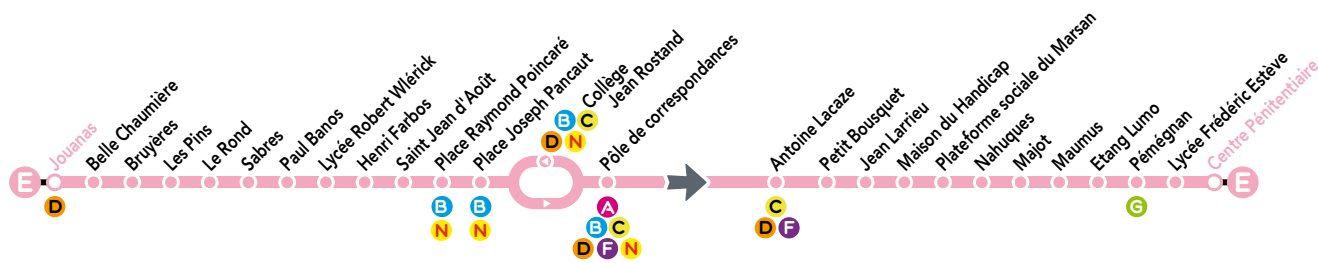 E
Jouanas
D
Belle Chaumière
Bruyères
Les Pins
Le Rond
Sabres
Paul Banos
Lycée Robert Wlérick
Henri Farbos
Saint Jean d'Août
Place Raymond Poincaré
B
N
Place Joseph Pancaut
B
N
Collège
Jean Rostand
B C
D N
Pôle de correspondances
A
B C
D F N
Antoine Lacaze
C
D F
Petit Bousquet
Jean Larrieu
Maison du Handicap
Plateforme sociale du Marsan
Nahuques
Majot
Maumus
Etang Lumo
Pémégnan
G
Lycée Frédéric Estève
Centre Pénitentiaire
E